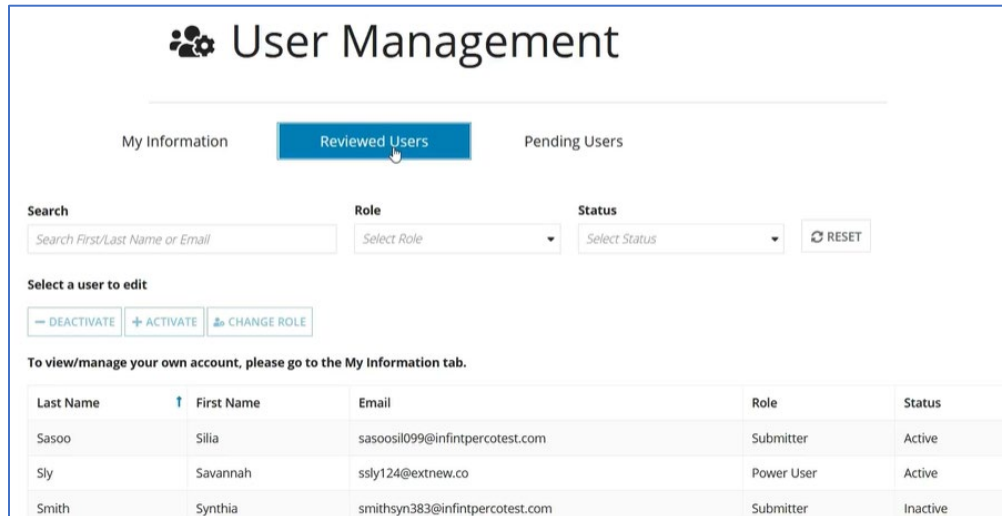 User Management
My Information Reviewed Users Pending Users
Search Role Status
Search First/Last Name or Email Select Role Select Status RESET
Select a user to edit
DEACTIVATE ACTIVATE CHANGE ROLE
To view/manage your own account, please go to the My Information tab.
Last Name First Name Email Role Status
Sasoo Silia sasoosil099@infintpercotest.com Submitter Active
Sly Savannah ssly124@extnew.co Power User Active
Smith Synthia smithsyn383@infintpercotest.com Submitter Inactive